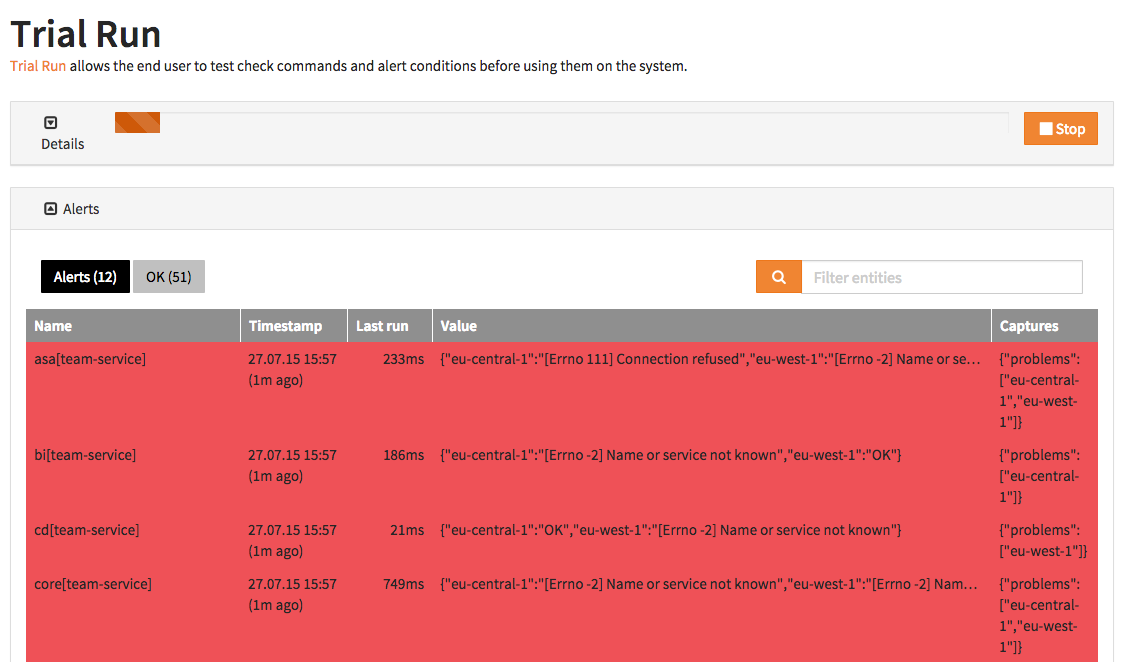 Trial Run
Trial Run allows the end user to test check commands and alert conditions before using them on the system.
Details
Stop
Alerts
Alerts (12) OK (51) Filter entities
Name Timestamp Last run Value Captures
asa[team-service] 27.07.15 15:57 233ms {"eu-central-1":"[Errno 111] Connection refused","eu-west-1":"[Errno -2] Name or se… {"problems":
(1m ago) ["eu-central-
1","eu-west-
1"]}
bi[team-service] 27.07.15 15:57 186ms {"eu-central-1":"[Errno -2] Name or service not known","eu-west-1":"OK"} {"problems":
(1m ago) ["eu-central-
1"]}
cd[team-service] 27.07.15 15:57 21ms {"eu-central-1":"OK","eu-west-1":"[Errno -2] Name or service not known"} {"problems":
(1m ago) ["eu-west-1"]}
core[team-service] 27.07.15 15:57 749ms {"eu-central-1":"[Errno -2] Name or service not known","eu-west-1":"[Errno -2] Nam… {"problems":
(1m ago) ["eu-central-
1","eu-west-
1"]}